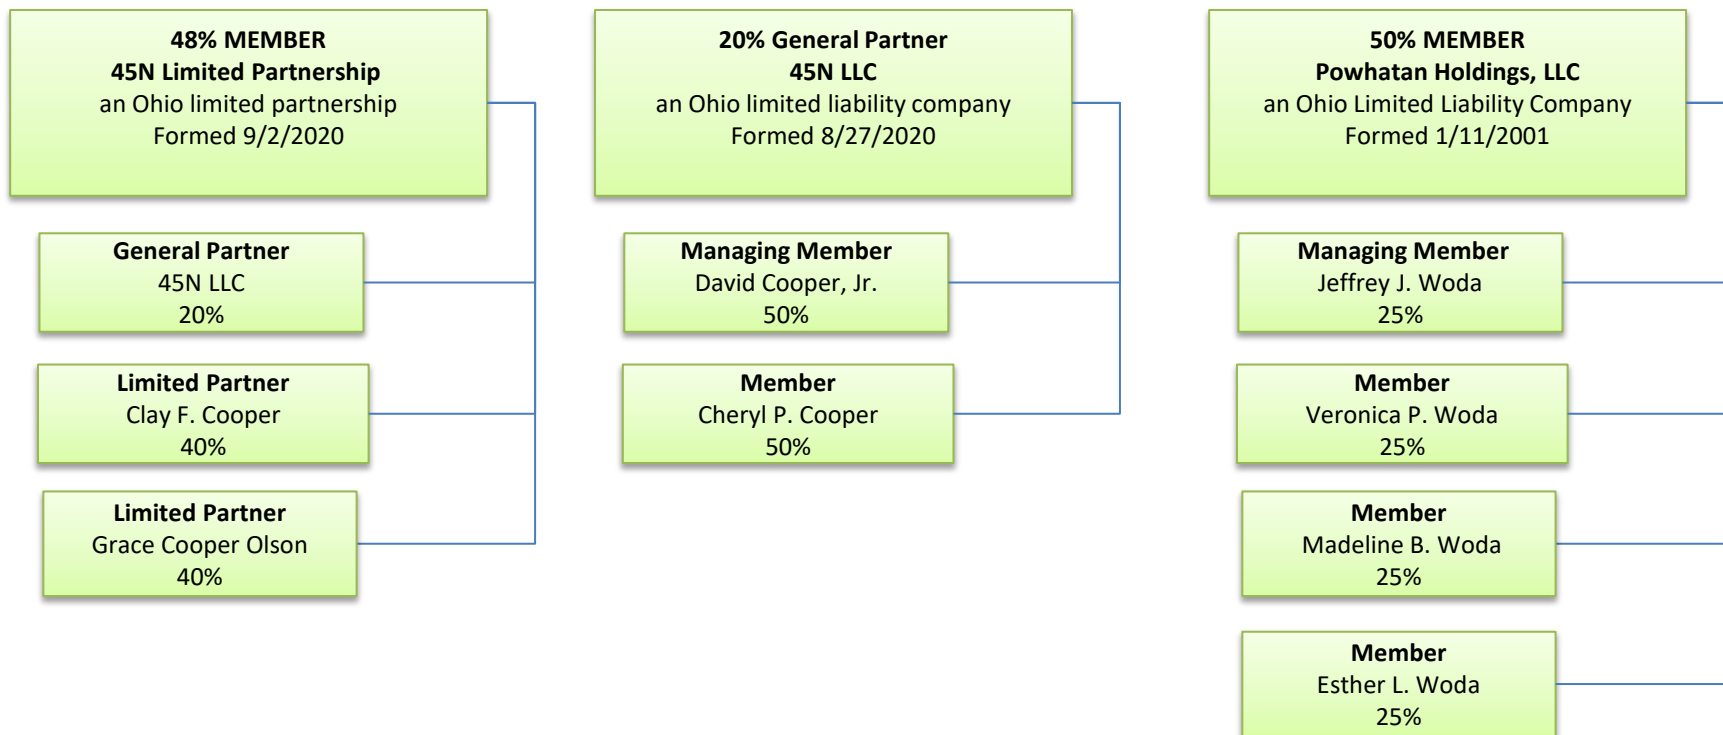 48% MEMBER
45N Limited Partnership
an Ohio limited partnership
Formed 9/2/2020
General Partner
45N LLC
20%
Limited Partner
Clay F. Cooper
40%
Limited Partner
Grace Cooper Olson
40%
20% General Partner
45N LLC
an Ohio limited liability company
Formed 8/27/2020
Managing Member
David Cooper, Jr.
50%
Member
Cheryl P. Cooper
50%
50% MEMBER
Powhatan Holdings, LLC
an Ohio Limited Liability Company
Formed 1/11/2001
Managing Member
Jeffrey J. Woda
25%
Member
Veronica P. Woda
25%
Member
Madeline B. Woda
25%
Member
Esther L. Woda
25%